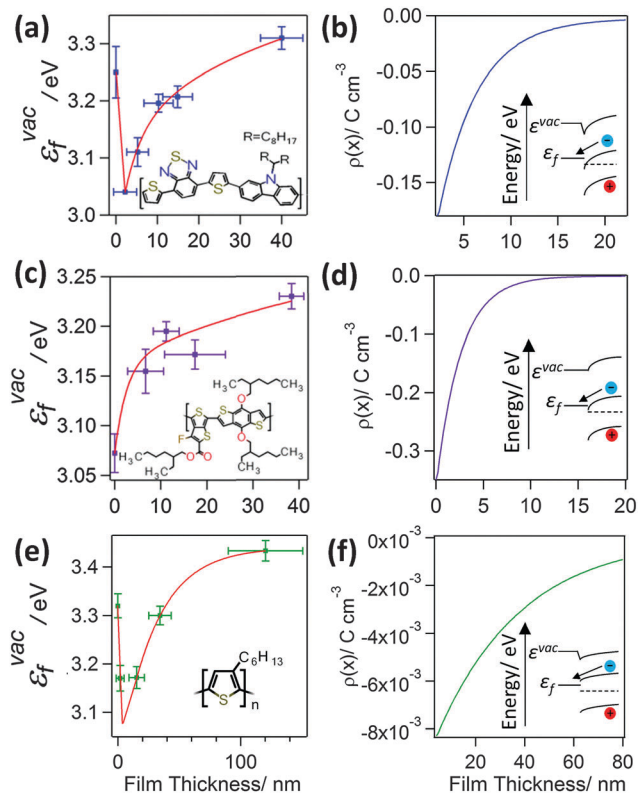 (a)
3.3
3.2
3.1
3.0
ε_f^vac / eV
R=C8H17
S
N
N
R
R
N
S
S
0
10
20
30
40
(b)
0.00
-0.05
-0.10
-0.15
ρ(x)/ C cm⁻³
Energy/ eV
ε^vac
ε_f
−
+
5
10
15
20
(c)
3.25
3.20
3.15
3.10
3.05
ε_f^vac / eV
CH3
H3C
O
S
S
F
S
S
O
O
O
H3C
CH3
CH3
CH3
0
10
20
30
40
(d)
0.0
-0.1
-0.2
-0.3
ρ(x)/ C cm⁻³
Energy/ eV
ε^vac
ε_f
−
+
0
5
10
15
20
(e)
3.4
3.3
3.2
3.1
ε_f^vac / eV
C6H13
S
n
0
40
80
120
Film Thickness/ nm
(f)
0x10⁻³
-2x10⁻³
-4x10⁻³
-6x10⁻³
-8x10⁻³
ρ(x)/ C cm⁻³
Energy/ eV
ε^vac
ε_f
−
+
20
40
60
80
Film Thickness/ nm